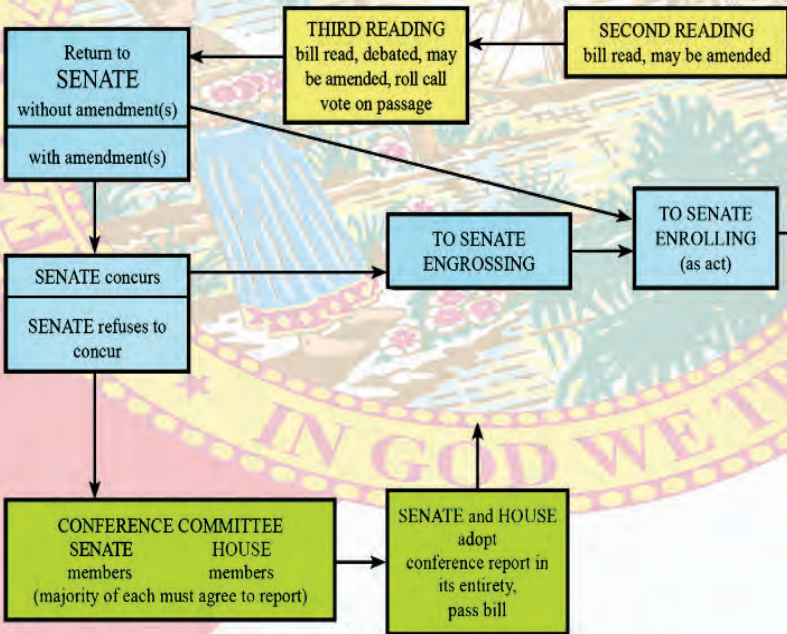 SECOND READING
bill read, may be amended
THIRD READING
bill read, debated, may
be amended, roll call
vote on passage
Return to
SENATE
without amendment(s)
with amendment(s)
SENATE concurs
SENATE refuses to
concur
TO SENATE
ENGROSSING
TO SENATE
ENROLLING
(as act)
CONFERENCE COMMITTEE
SENATE HOUSE
members members
(majority of each must agree to report)
SENATE and HOUSE
adopt
conference report in
its entirety,
pass bill
IN GOD WE T